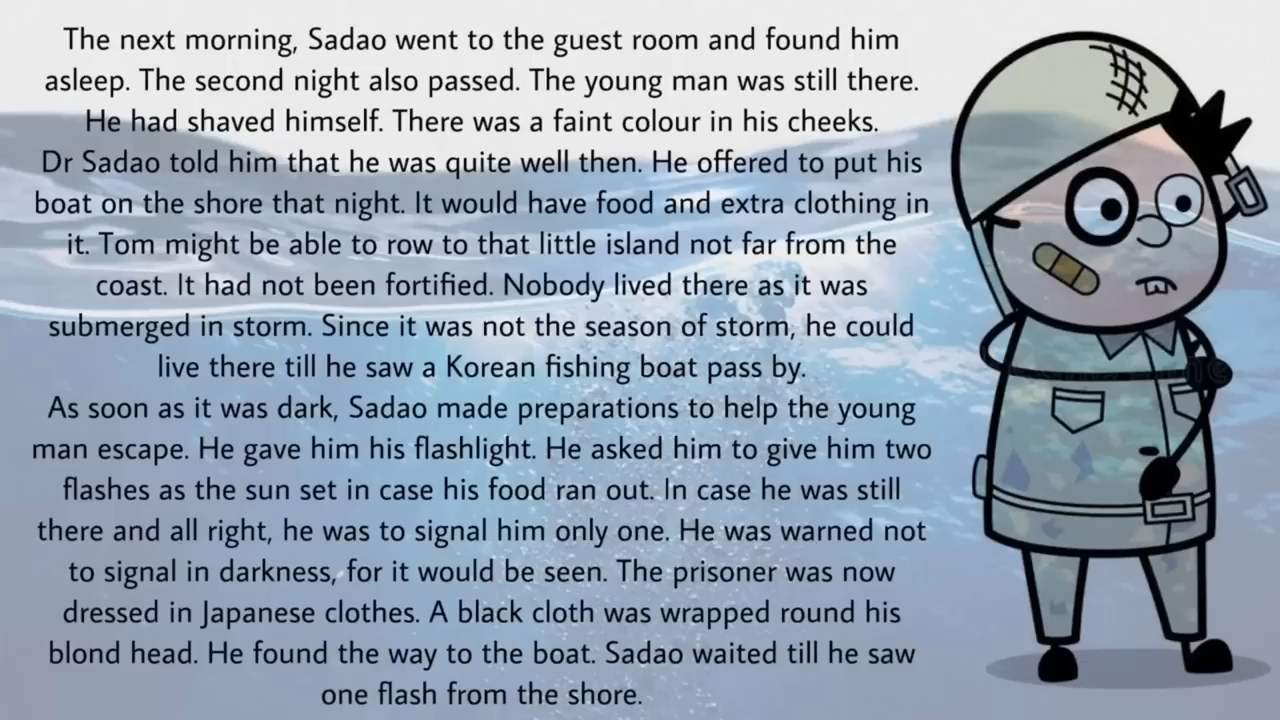 The next morning, Sadao went to the guest room and found him
asleep. The second night also passed. The young man was still there.
He had shaved himself. There was a faint colour in his cheeks.
Dr Sadao told him that he was quite well then. He offered to put his
boat on the shore that night. It would have food and extra clothing in
it. Tom might be able to row to that little island not far from the
coast. It had not been fortified. Nobody lived there as it was
submerged in storm. Since it was not the season of storm, he could
live there till he saw a Korean fishing boat pass by.
As soon as it was dark, Sadao made preparations to help the young
man escape. He gave him his flashlight. He asked him to give him two
flashes as the sun set in case his food ran out. In case he was still
there and all right, he was to signal him only one. He was warned not
to signal in darkness, for it would be seen. The prisoner was now
dressed in Japanese clothes. A black cloth was wrapped round his
blond head. He found the way to the boat. Sadao waited till he saw
one flash from the shore.